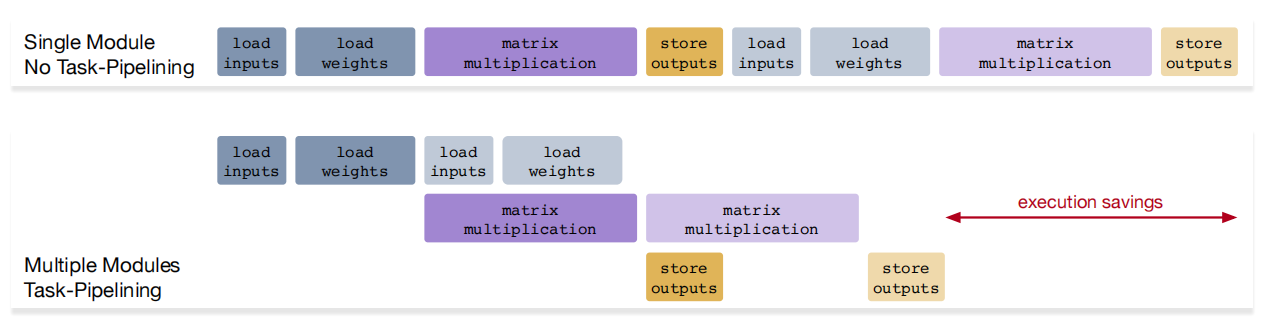 Single Module
No Task-Pipelining
load
inputs
load
weights
matrix
multiplication
store
outputs
load
inputs
load
weights
matrix
multiplication
store
outputs
load
inputs
load
weights
load
inputs
load
weights
matrix
multiplication
matrix
multiplication
execution savings
Multiple Modules
Task-Pipelining
store
outputs
store
outputs